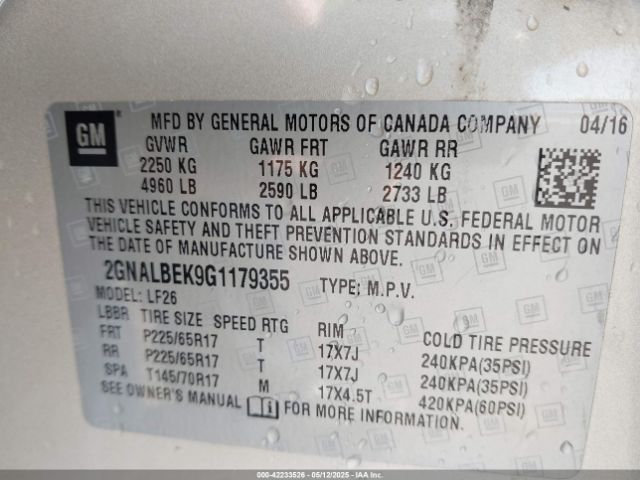 GM
MFD BY GENERAL MOTORS OF CANADA COMPANY 04/16
GVWR GAWR FRT GAWR RR
2250 KG 1175 KG 1240 KG
4960 LB 2590 LB 2733 LB
THIS VEHICLE CONFORMS TO ALL APPLICABLE U.S. FEDERAL MOTOR
VEHICLE SAFETY AND THEFT PREVENTION STANDARDS IN EFFECT ON
THE DATE OF MANUFACTURE SHOWN ABOVE.
2GNALBEK9G1179355 TYPE: M.P.V.
MODEL: LF26
LBBR TIRE SIZE SPEED RTG RIM COLD TIRE PRESSURE
FRT P225/65R17 T 17X7J 240KPA(35PSI)
RR P225/65R17 T 17X7J 240KPA(35PSI)
SPA T145/70R17 M 17X4.5T 420KPA(60PSI)
SEE OWNER'S MANUAL FOR MORE INFORMATION.
000-42233526 - 05/12/2025 - IAAI.COM